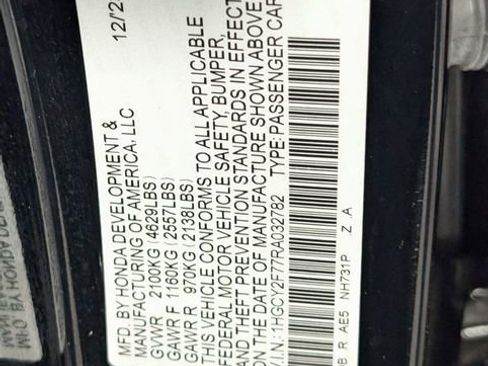 MFD. BY HONDA DEVELOPMENT & 12/2
MANUFACTURING OF AMERICA, LLC
GVWR 2100KG (4629LBS)
GAWR F 1160KG (2557LBS)
GAWR R 970KG (2138LBS)
THIS VEHICLE CONFORMS TO ALL APPLICABLE
FEDERAL MOTOR VEHICLE SAFETY, BUMPER,
AND THEFT PREVENTION STANDARDS IN EFFECT
ON THE DATE OF MANUFACTURE SHOWN ABOVE
V.I.N.: 1HGCY2F77RA032762 TYPE: PASSENGER CAR
B R AE5 NH731P Z .A